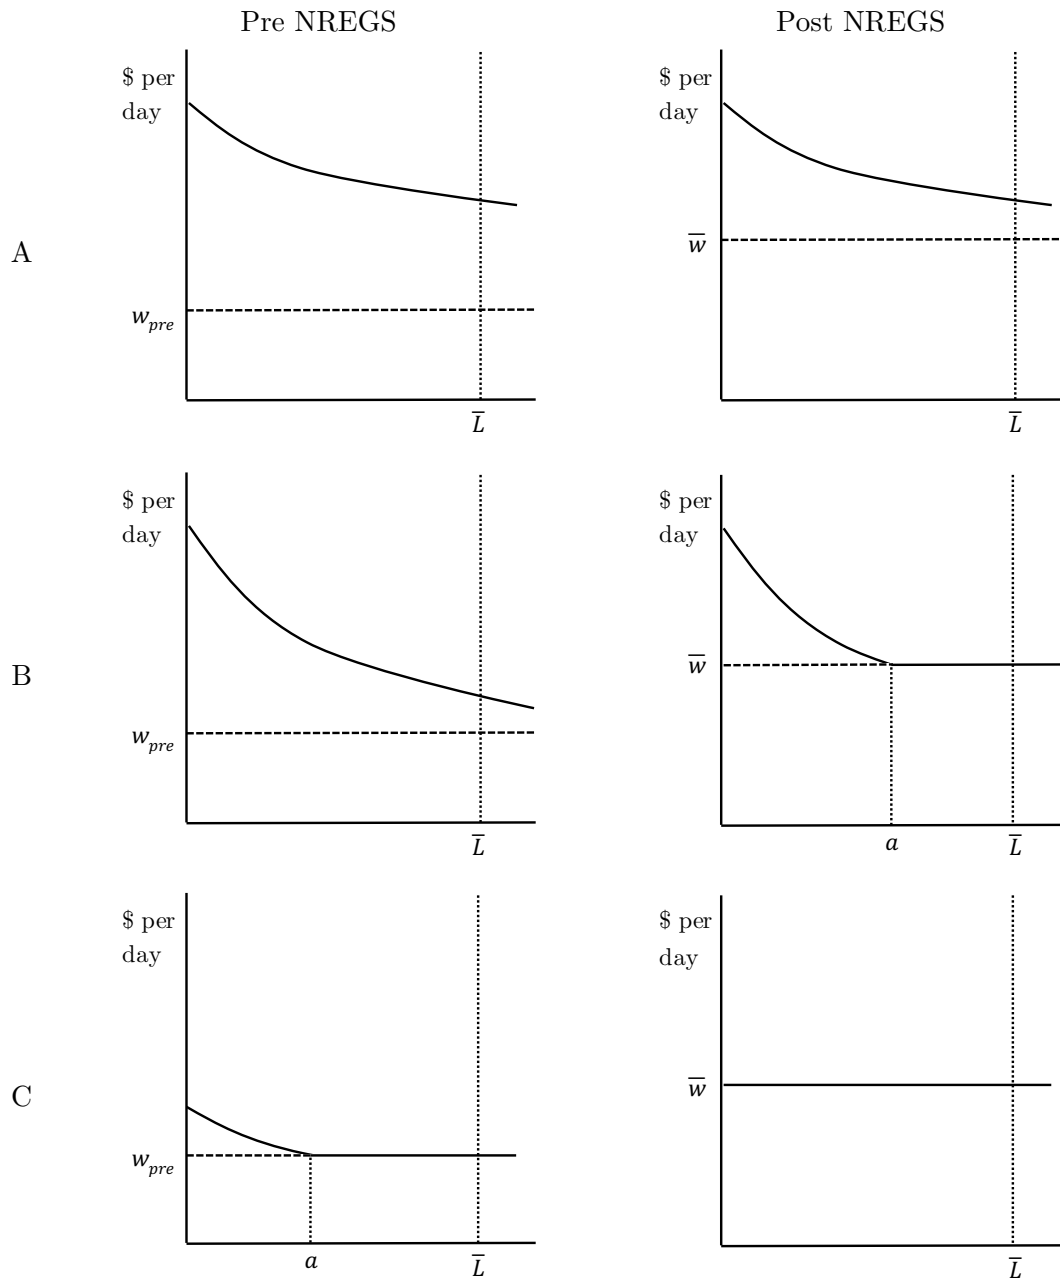 Pre NREGS
Post NREGS
A
$ per
day
w_pre
L̅
$ per
day
w̅
L̅
B
$ per
day
w_pre
L̅
$ per
day
w̅
a
L̅
C
$ per
day
w_pre
a
L̅
$ per
day
w̅
L̅